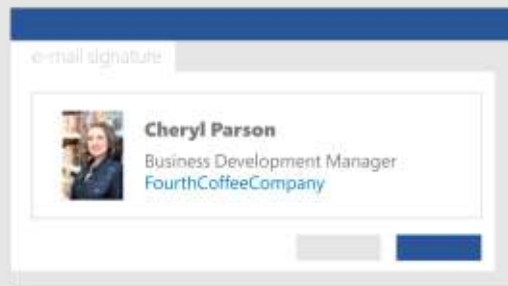 e-mail signature
Cheryl Parson
Business Development Manager
FourthCoffeeCompany